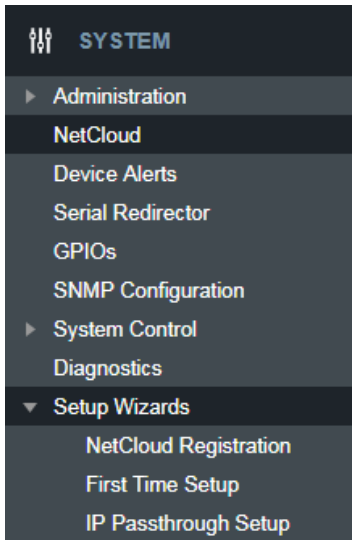 SYSTEM
Administration
NetCloud
Device Alerts
Serial Redirector
GPIOs
SNMP Configuration
System Control
Diagnostics
Setup Wizards
NetCloud Registration
First Time Setup
IP Passthrough Setup